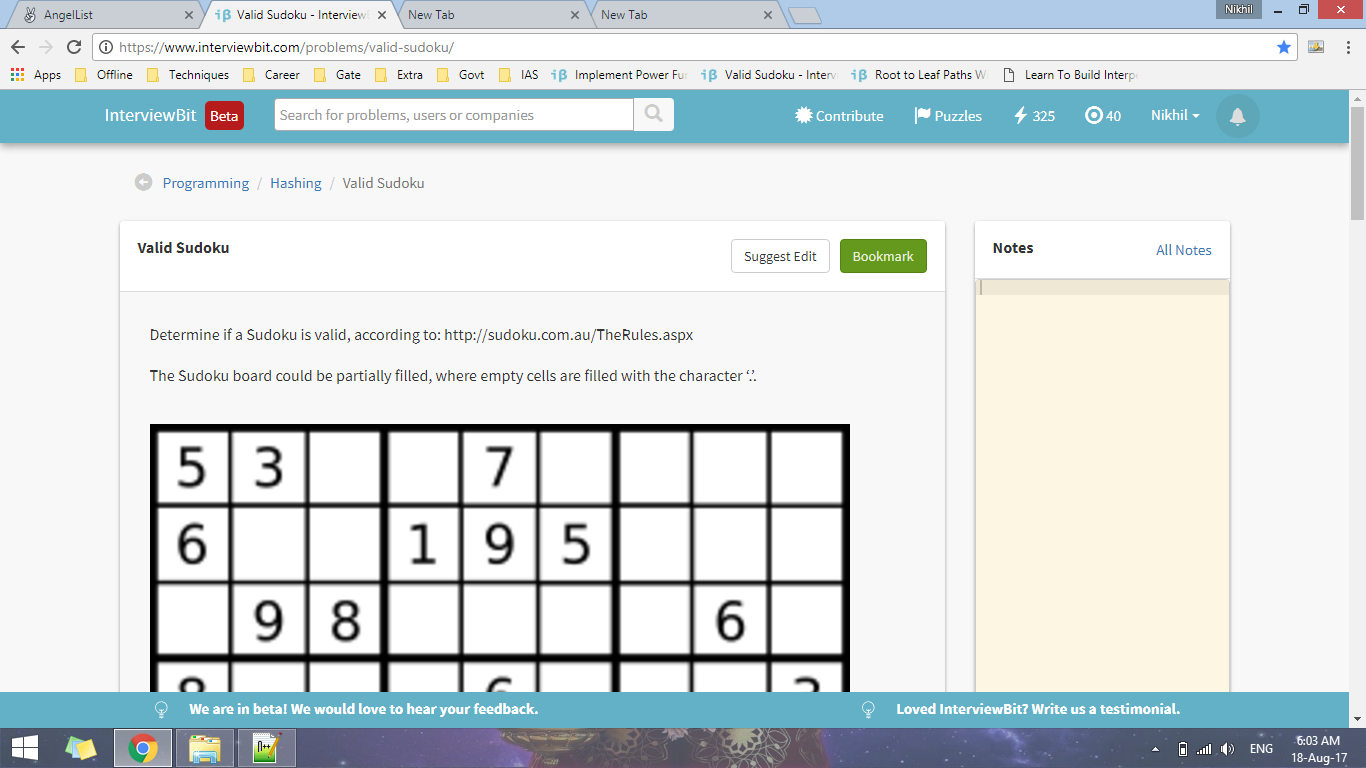 AngelList
Valid Sudoku - Interview
New Tab
New Tab
Nikhil
https://www.interviewbit.com/problems/valid-sudoku/
Apps Offline Techniques Career Gate Extra Govt IAS Implement Power Fu Valid Sudoku - Interv Root to Leaf Paths W Learn To Build Interp
InterviewBit Beta Search for problems, users or companies Contribute Puzzles 325 40 Nikhil
Programming / Hashing / Valid Sudoku
Valid Sudoku
Suggest Edit
Bookmark
Notes
All Notes
Determine if a Sudoku is valid, according to: http://sudoku.com.au/TheRules.aspx
The Sudoku board could be partially filled, where empty cells are filled with the character ‘.’.
5 3 7
6 1 9 5
9 8 6
8 6 3
We are in beta! We would love to hear your feedback.
Loved InterviewBit? Write us a testimonial.
ENG
6:03 AM
18-Aug-17